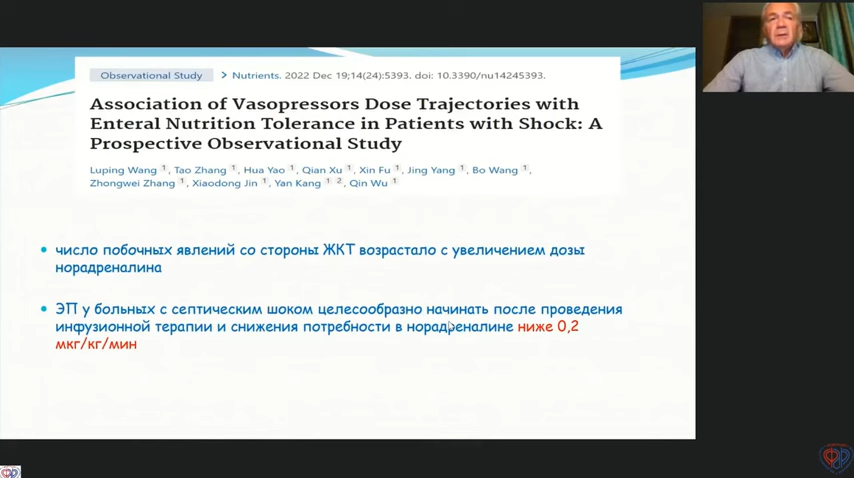 Observational Study > Nutrients. 2022 Dec 19;14(24):5393. doi: 10.3390/nu14245393.
Association of Vasopressors Dose Trajectories with
Enteral Nutrition Tolerance in Patients with Shock: A
Prospective Observational Study
Luping Wang 1, Tao Zhang 1, Hua Yao 1, Qian Xu 1, Xin Fu 1, Jing Yang 1, Bo Wang 1,
Zhongwei Zhang 1, Xiaodong Jin 1, Yan Kang 1 2, Qin Wu 1
• число побочных явлений со стороны ЖКТ возрастало с увеличением дозы
норадреналина
• ЭП у больных с септическим шоком целесообразно начинать после проведения
инфузионной терапии и снижения потребности в норадреналине ниже 0,2
мкг/кг/мин